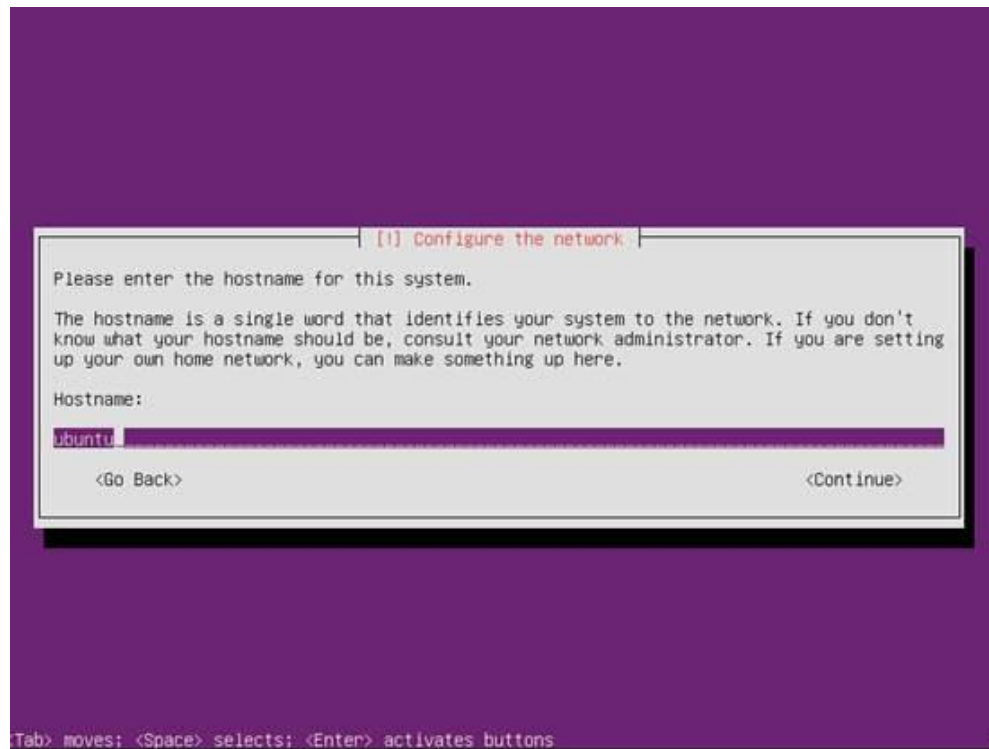 [!] Configure the network
Please enter the hostname for this system.
The hostname is a single word that identifies your system to the network. If you don't
know what your hostname should be, consult your network administrator. If you are setting
up your own home network, you can make something up here.
Hostname:
ubuntu
<Go Back> <Continue>
<Tab> moves; <Space> selects; <Enter> activates buttons